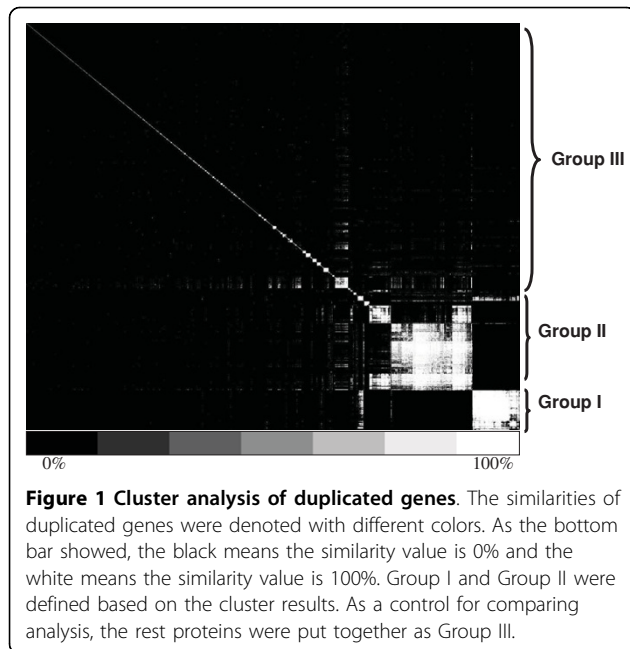 Group III
Group II
Group I
0%
100%
Figure 1 Cluster analysis of duplicated genes. The similarities of
duplicated genes were denoted with different colors. As the bottom
bar showed, the black means the similarity value is 0% and the
white means the similarity value is 100%. Group I and Group II were
defined based on the cluster results. As a control for comparing
analysis, the rest proteins were put together as Group III.